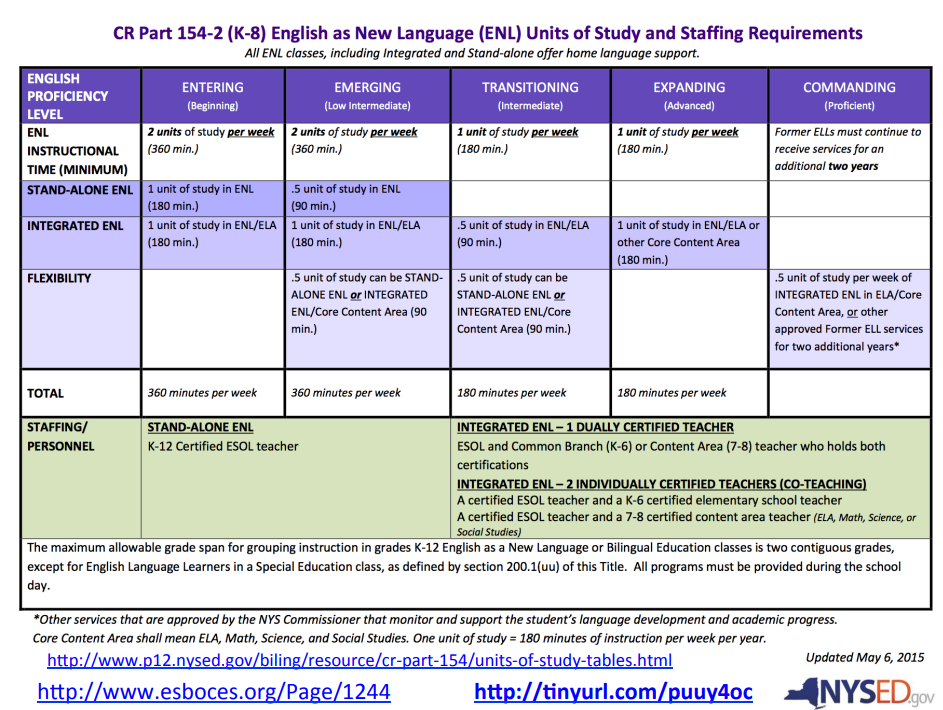 CR Part 154-2 (K-8) English as New Language (ENL) Units of Study and Staffing Requirements
All ENL classes, including Integrated and Stand-alone offer home language support.
ENGLISH
PROFICIENCY
LEVEL
ENTERING
(Beginning)
EMERGING
(Low Intermediate)
TRANSITIONING
(Intermediate)
EXPANDING
(Advanced)
COMMANDING
(Proficient)
ENL
INSTRUCTIONAL
TIME (MINIMUM)
2 units of study per week
(360 min.)
2 units of study per week
(360 min.)
1 unit of study per week
(180 min.)
1 unit of study per week
(180 min.)
Former ELLs must continue to
receive services for an
additional two years
STAND-ALONE ENL
1 unit of study in ENL
(180 min.)
.5 unit of study in ENL
(90 min.)
INTEGRATED ENL
1 unit of study in ENL/ELA
(180 min.)
1 unit of study in ENL/ELA
(180 min.)
.5 unit of study in ENL/ELA
(90 min.)
1 unit of study in ENL/ELA or
other Core Content Area
(180 min.)
FLEXIBILITY
.5 unit of study can be STAND-
ALONE ENL or INTEGRATED
ENL/Core Content Area (90
min.)
.5 unit of study can be
STAND-ALONE ENL or
INTEGRATED ENL/Core
Content Area (90 min.)
.5 unit of study per week of
INTEGRATED ENL in ELA/Core
Content Area, or other
approved Former ELL services
for two additional years*
TOTAL
360 minutes per week
360 minutes per week
180 minutes per week
180 minutes per week
STAFFING/
PERSONNEL
STAND-ALONE ENL
K-12 Certified ESOL teacher
INTEGRATED ENL – 1 DUALLY CERTIFIED TEACHER
ESOL and Common Branch (K-6) or Content Area (7-8) teacher who holds both
certifications
INTEGRATED ENL – 2 INDIVIDUALLY CERTIFIED TEACHERS (CO-TEACHING)
A certified ESOL teacher and a K-6 certified elementary school teacher
A certified ESOL teacher and a 7-8 certified content area teacher (ELA, Math, Science, or
Social Studies)
The maximum allowable grade span for grouping instruction in grades K-12 English as a New Language or Bilingual Education classes is two contiguous grades,
except for English Language Learners in a Special Education class, as defined by section 200.1(uu) of this Title. All programs must be provided during the school
day.
*Other services that are approved by the NYS Commissioner that monitor and support the student's language development and academic progress.
Core Content Area shall mean ELA, Math, Science, and Social Studies. One unit of study = 180 minutes of instruction per week per year.
http://www.p12.nysed.gov/biling/resource/cr-part-154/units-of-study-tables.html
Updated May 6, 2015
http://www.esboces.org/Page/1244
http://tinyurl.com/puuy4oc
NYSED.gov